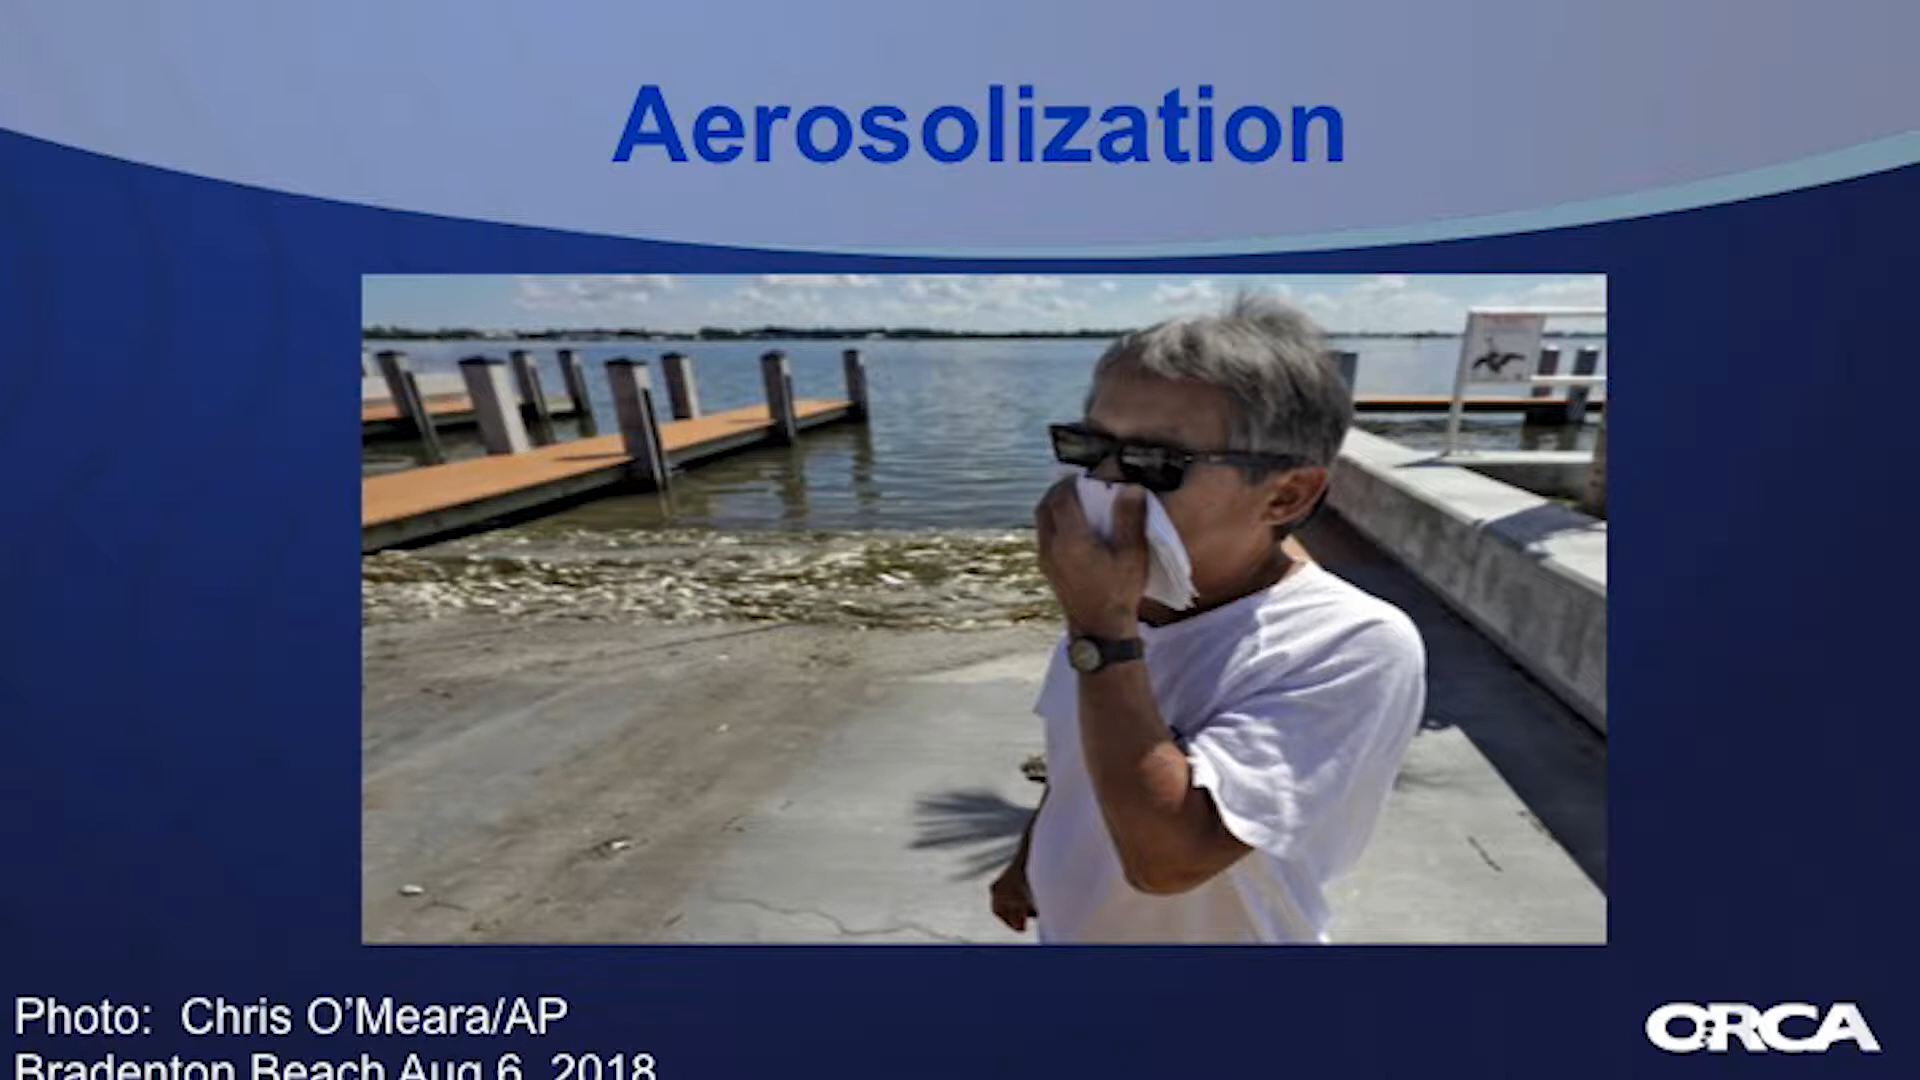 Aerosolization
Photo: Chris O'Meara/AP
Bradenton Beach Aug 6, 2018
ORCA